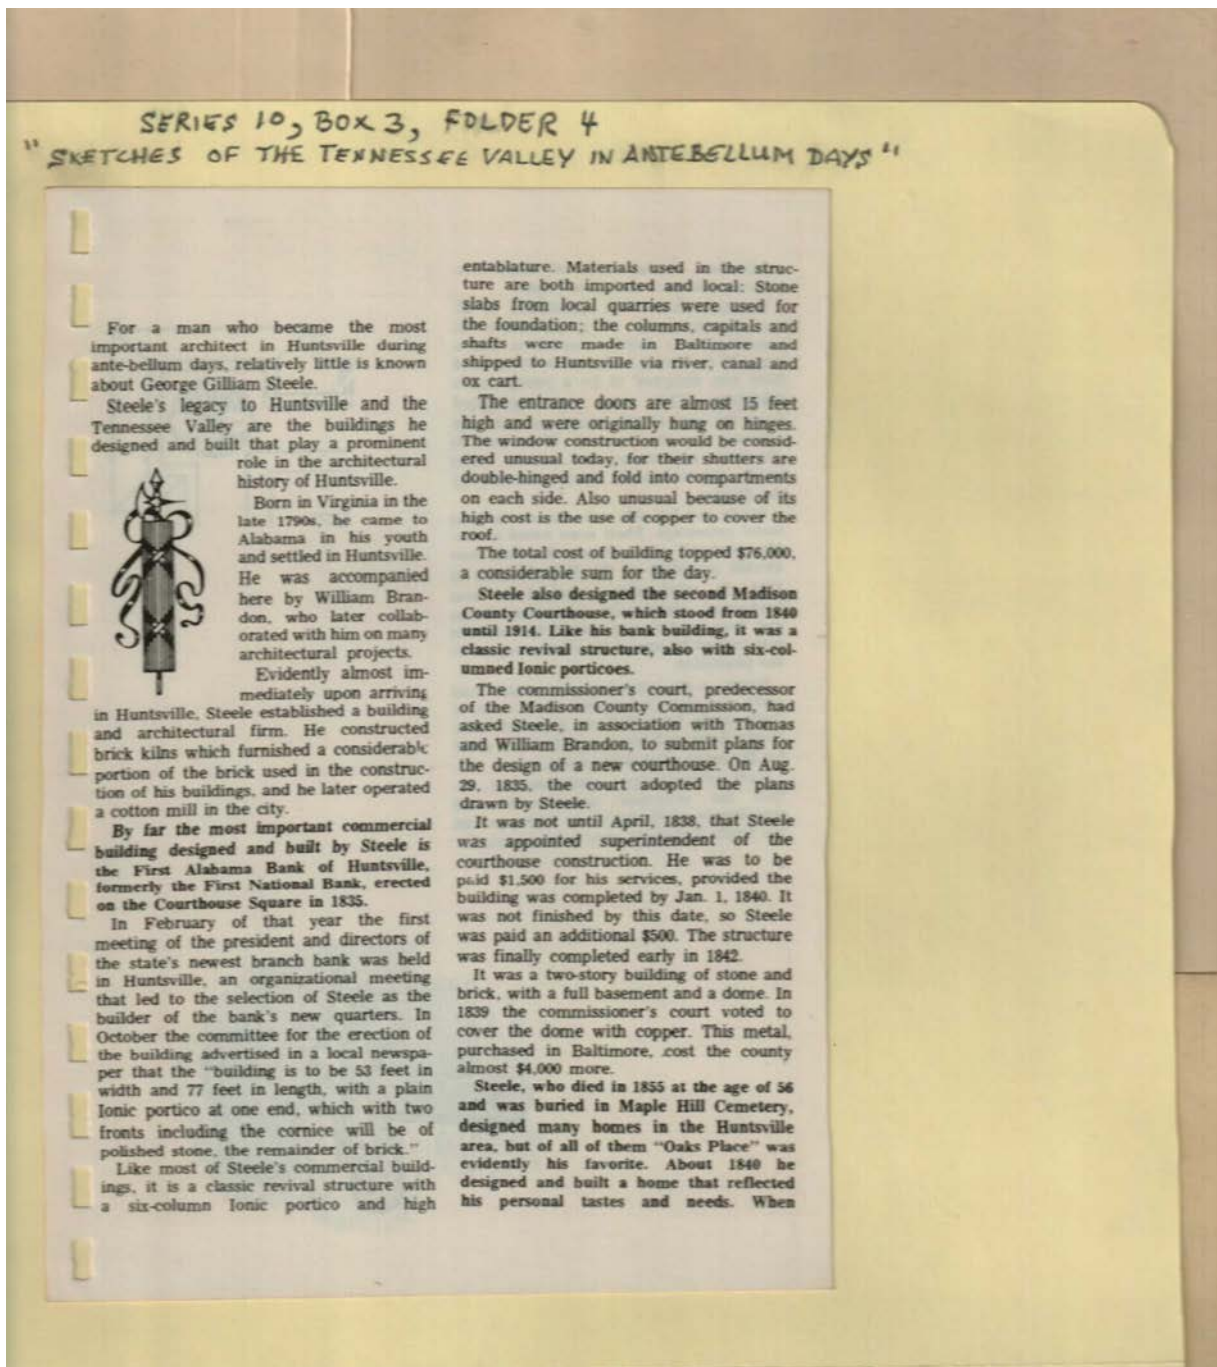 SERIES 10, BOX 3, FOLDER 4
"SKETCHES OF THE TENNESSEE VALLEY IN ANTEBELLUM DAYS"
For a man who became the most
important architect in Huntsville during
ante-bellum days, relatively little is known
about George Gilliam Steele.
Steele's legacy to Huntsville and the
Tennessee Valley are the buildings he
designed and built that play a prominent
role in the architectural
history of Huntsville.
Born in Virginia in the
late 1790s, he came to
Alabama in his youth
and settled in Huntsville.
He was accompanied
here by William Bran-
don, who later collab-
orated with him on many
architectural projects.
Evidently almost im-
mediately upon arriving
in Huntsville, Steele established a building
and architectural firm. He constructed
brick kilns which furnished a considerable
portion of the brick used in the construc-
tion of his buildings, and he later operated
a cotton mill in the city.
By far the most important commercial
building designed and built by Steele is
the First Alabama Bank of Huntsville,
formerly the First National Bank, erected
on the Courthouse Square in 1835.
In February of that year the first
meeting of the president and directors of
the state's newest branch bank was held
in Huntsville, an organizational meeting
that led to the selection of Steele as the
builder of the bank's new quarters. In
October the committee for the erection of
the building advertised in a local newspa-
per that the "building is to be 53 feet in
width and 77 feet in length, with a plain
Ionic portico at one end, which with two
fronts including the cornice will be of
polished stone, the remainder of brick."
Like most of Steele's commercial build-
ings, it is a classic revival structure with
a six-column Ionic portico and high
entablature. Materials used in the struc-
ture are both imported and local: Stone
slabs from local quarries were used for
the foundation; the columns, capitals and
shafts were made in Baltimore and
shipped to Huntsville via river, canal and
ox cart.
The entrance doors are almost 15 feet
high and were originally hung on hinges.
The window construction would be consid-
ered unusual today, for their shutters are
double-hinged and fold into compartments
on each side. Also unusual because of its
high cost is the use of copper to cover the
roof.
The total cost of building topped $76,000,
a considerable sum for the day.
Steele also designed the second Madison
County Courthouse, which stood from 1840
until 1914. Like his bank building, it was a
classic revival structure, also with six-col-
umned Ionic porticoes.
The commissioner's court, predecessor
of the Madison County Commission, had
asked Steele, in association with Thomas
and William Brandon, to submit plans for
the design of a new courthouse. On Aug.
29, 1835, the court adopted the plans
drawn by Steele.
It was not until April, 1838, that Steele
was appointed superintendent of the
courthouse construction. He was to be
paid $1,500 for his services, provided the
building was completed by Jan. 1, 1840. It
was not finished by this date, so Steele
was paid an additional $500. The structure
was finally completed early in 1842.
It was a two-story building of stone and
brick, with a full basement and a dome. In
1839 the commissioner's court voted to
cover the dome with copper. This metal,
purchased in Baltimore, cost the county
almost $4,000 more.
Steele, who died in 1855 at the age of 56
and was buried in Maple Hill Cemetery,
designed many homes in the Huntsville
area, but of all of them "Oaks Place" was
evidently his favorite. About 1840 he
designed and built a home that reflected
his personal tastes and needs. When